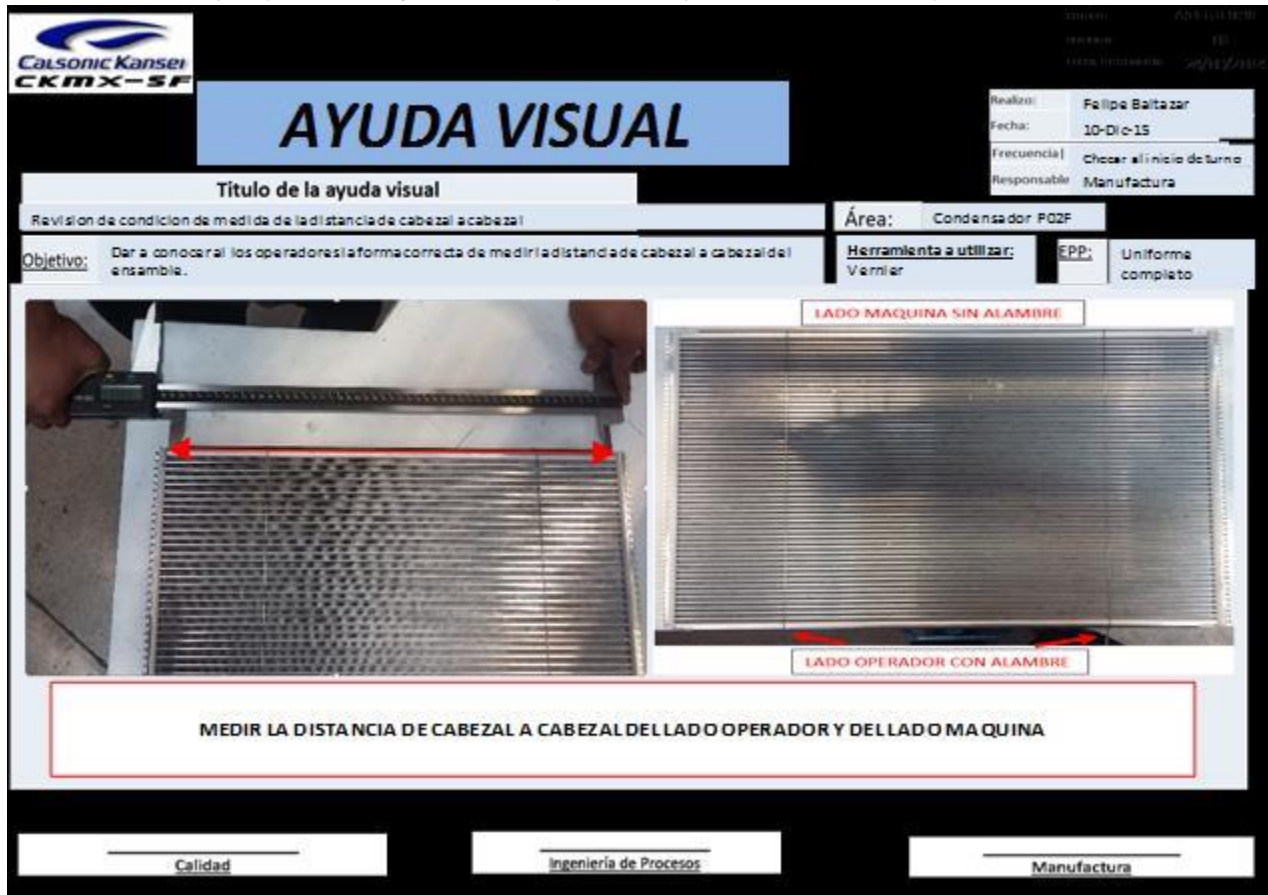 Calsonic Kansei
CKMX-SF
AYUDA VISUAL
Realizo: Felipe Baltazar
Fecha: 10-Dic-15
Frecuencia| Checar al inicio de turno
Responsable Manufactura
Titulo de la ayuda visual
Revision de condicion de medida de la distancia de cabezal a cabezal
Área: Condensador P02F
Objetivo: Dar a conocer al los operadores la forma correcta de medir la distancia de cabezal a cabezal del
ensamble.
Herramienta a utilizar:
Vernier
EPP: Uniforme
completo
LADO MAQUINA SIN ALAMBRE
LADO OPERADOR CON ALAMBRE
MEDIR LA DISTANCIA DE CABEZAL A CABEZAL DEL LADO OPERADOR Y DEL LADO MAQUINA
Calidad
Ingeniería de Procesos
Manufactura